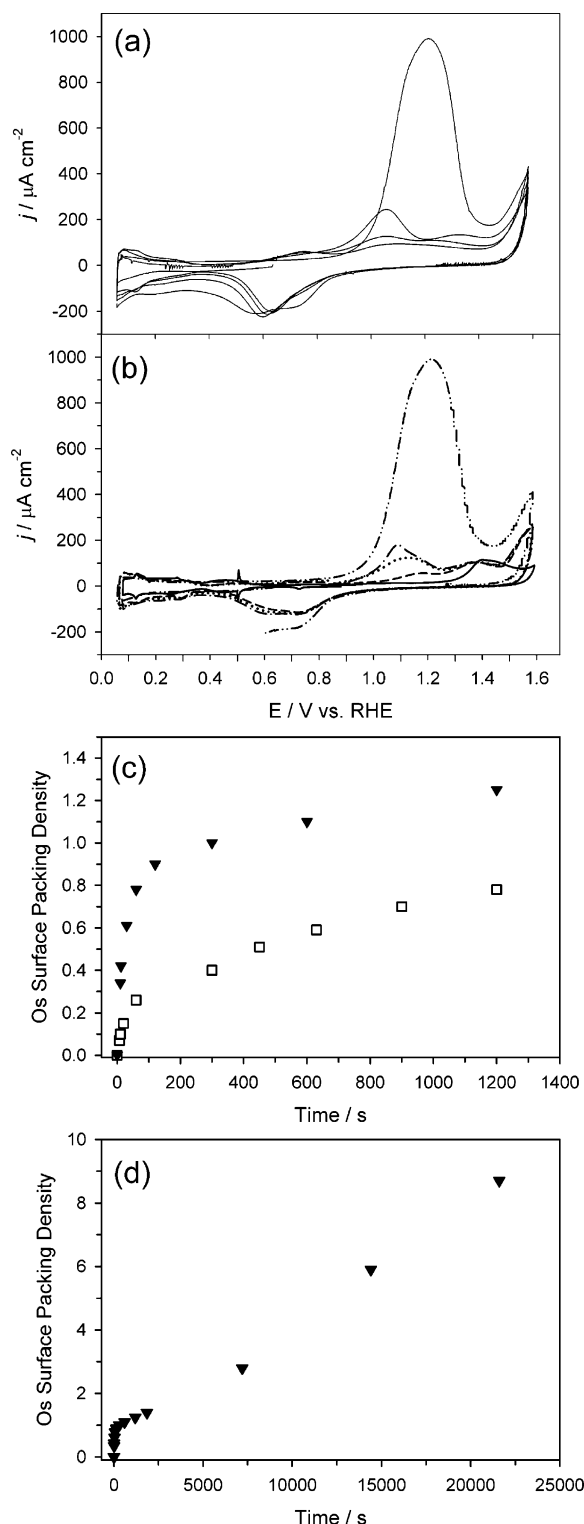 (a)
1000
800
600
400
200
0
-200
j / μA cm-2
(b)
1000
800
600
400
200
0
-200
j / μA cm-2
0.0 0.2 0.4 0.6 0.8 1.0 1.2 1.4 1.6
E / V vs. RHE
(c)
1.4
1.2
1.0
0.8
0.6
0.4
0.2
0.0
Os Surface Packing Density
0 200 400 600 800 1000 1200 1400
Time / s
(d)
10
8
6
4
2
0
Os Surface Packing Density
0 5000 10000 15000 20000 25000
Time / s